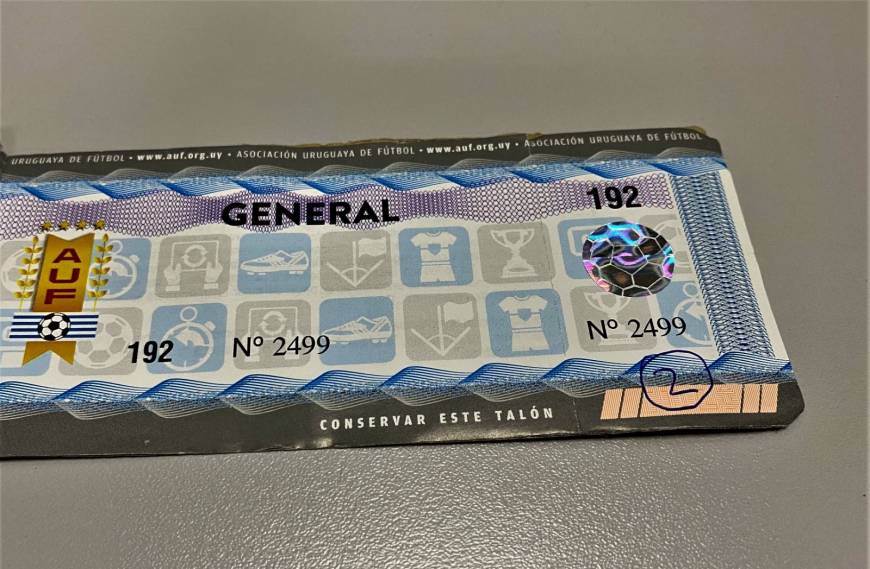 URUGUAYA DE FÚTBOL • www.auf.org.uy • ASOCIACIÓN URUGUAYA DE FÚTBOL • www.auf.org.uy • ASOCIACIÓN URUGUAYA DE FÚTBOL
GENERAL
192
AUF
192
Nº 2499
Nº 2499
2
CONSERVAR ESTE TALÓN